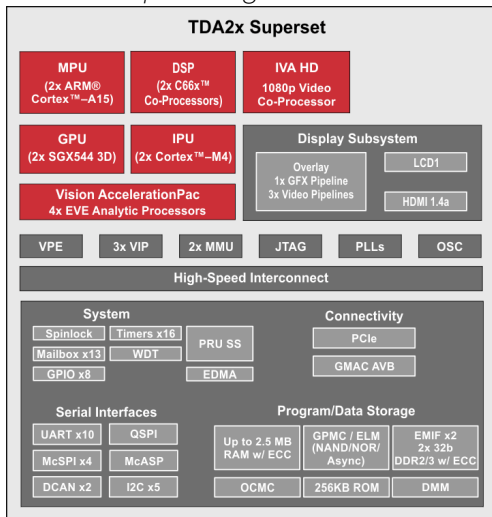 TDA2x Superset
MPU
(2x ARM®
Cortex™–A15)
DSP
(2x C66x™
Co-Processors)
IVA HD
1080p Video
Co-Processor
GPU
(2x SGX544 3D)
IPU
(2x Cortex™–M4)
Display Subsystem
Overlay
1x GFX Pipeline
3x Video Pipelines
LCD1
HDMI 1.4a
Vision AccelerationPac
4x EVE Analytic Processors
VPE
3x VIP
2x MMU
JTAG
PLLs
OSC
High-Speed Interconnect
System
Spinlock
Timers x16
Mailbox x13
WDT
GPIO x8
PRU SS
EDMA
Connectivity
PCIe
GMAC AVB
Serial Interfaces
UART x10
QSPI
McSPI x4
McASP
DCAN x2
I2C x5
Program/Data Storage
Up to 2.5 MB
RAM w/ ECC
GPMC / ELM
(NAND/NOR/
Async)
EMIF x2
2x 32b
DDR2/3 w/ ECC
OCMC
256KB ROM
DMM